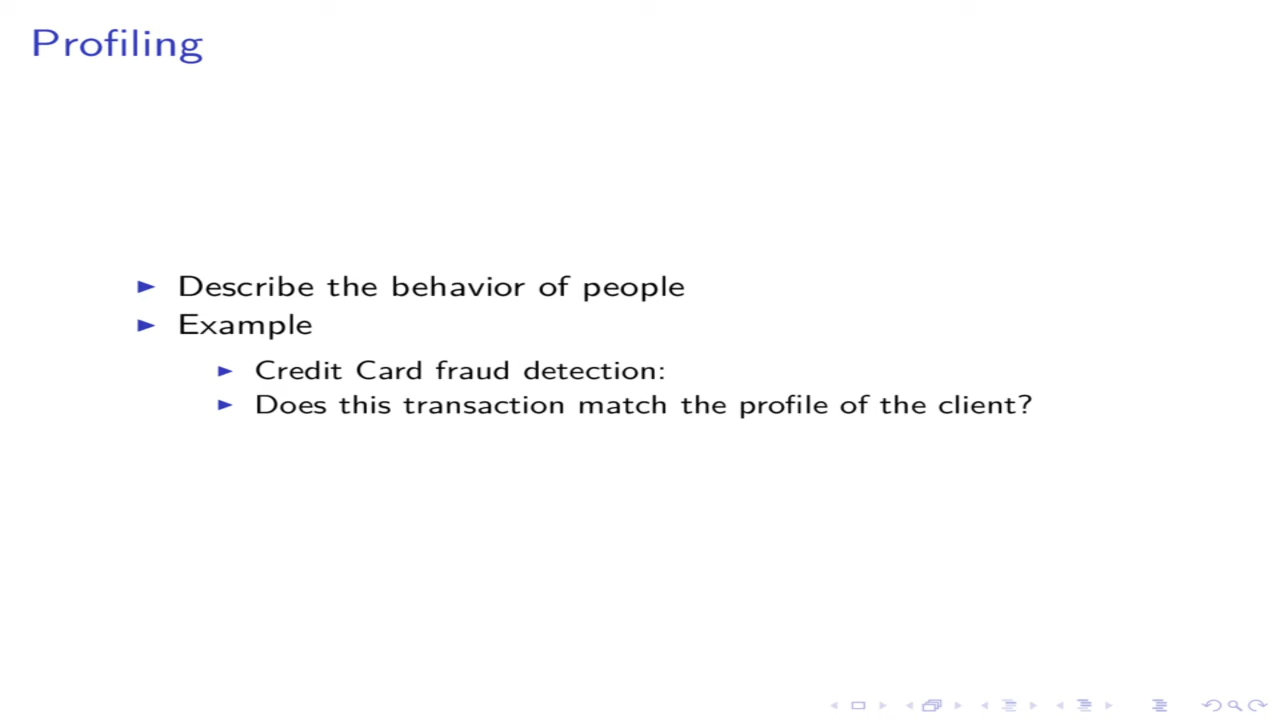 Profiling
Describe the behavior of people
Example
Credit Card fraud detection:
Does this transaction match the profile of the client?